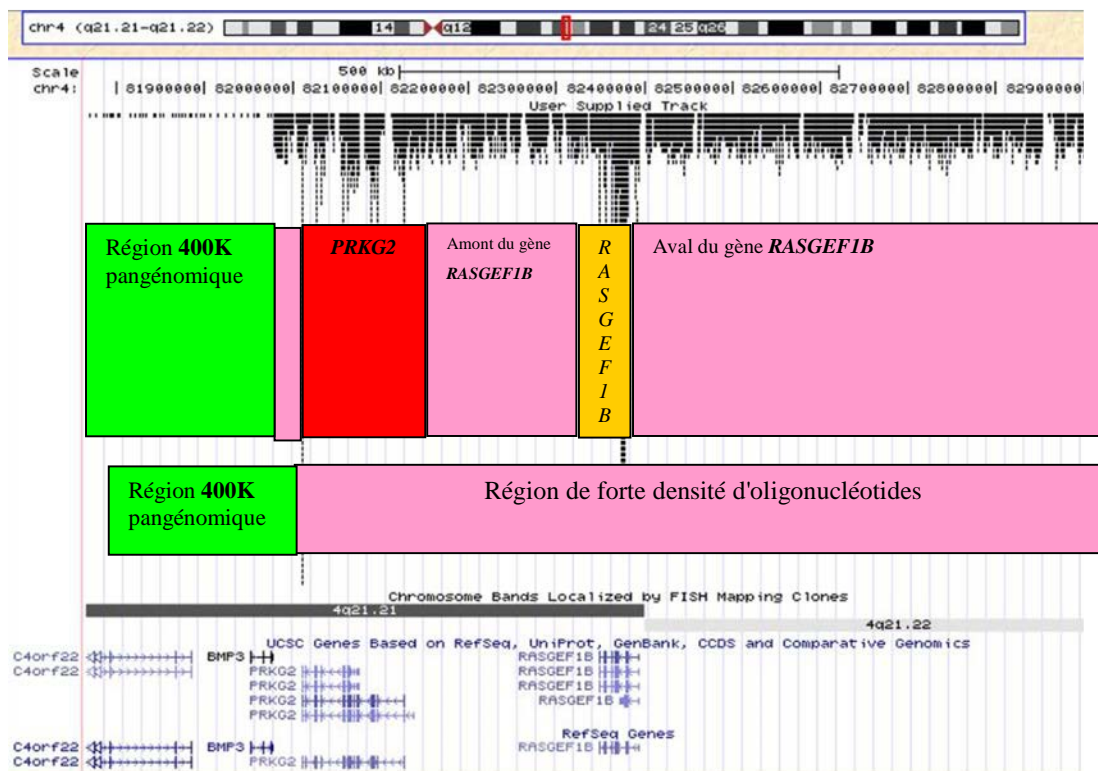 chr4 (q21.21-q21.22) 14 q12 24 25 q26
Scale 500 kb
chr4: 81900000 82000000 82100000 82200000 82300000 82400000 82500000 82600000 82700000 82800000 82900000
User Supplied Track
Région 400K pangénomique
PRKG2
Amont du gène RASGEF1B
RASGEF1B
Aval du gène RASGEF1B
Région 400K pangénomique
Région de forte densité d'oligonucléotides
Chromosome Bands Localized by FISH Mapping Clones
4q21.21
4q21.22
UCSC Genes Based on RefSeq, UniProt, GenBank, CCDS and Comparative Genomics
C4orf22 BMP3 RASGEF1B
C4orf22 PRKG2 RASGEF1B
PRKG2 RASGEF1B
PRKG2 RASGEF1B
PRKG2
RefSeq Genes
C4orf22 BMP3 RASGEF1B
C4orf22 PRKG2